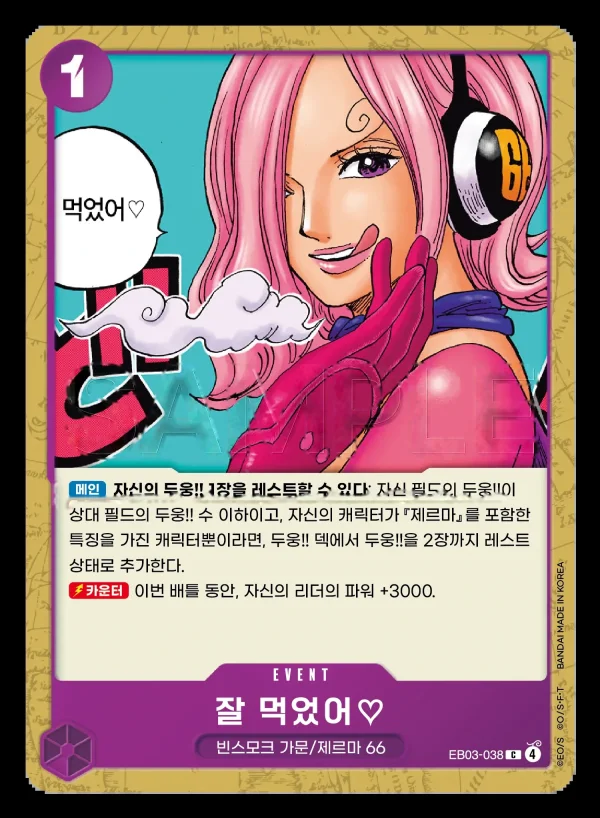 1
먹었어♡
SAMPLE
메인 자신의 두웅!! 1장을 레스트할 수 있다: 자신 필드의 두웅!!이
상대 필드의 두웅!! 수 이하이고, 자신의 캐릭터가 『제르마』를 포함한
특징을 가진 캐릭터뿐이라면, 두웅!! 덱에서 두웅!!을 2장까지 레스트
상태로 추가한다.
카운터 이번 배틀 동안, 자신의 리더의 파워 +3000.
EVENT
잘 먹었어♡
빈스모크 가문/제르마 66
EB03-038 C 4
©E.O/S ©O/S·F·T BANDAI MADE IN KOREA